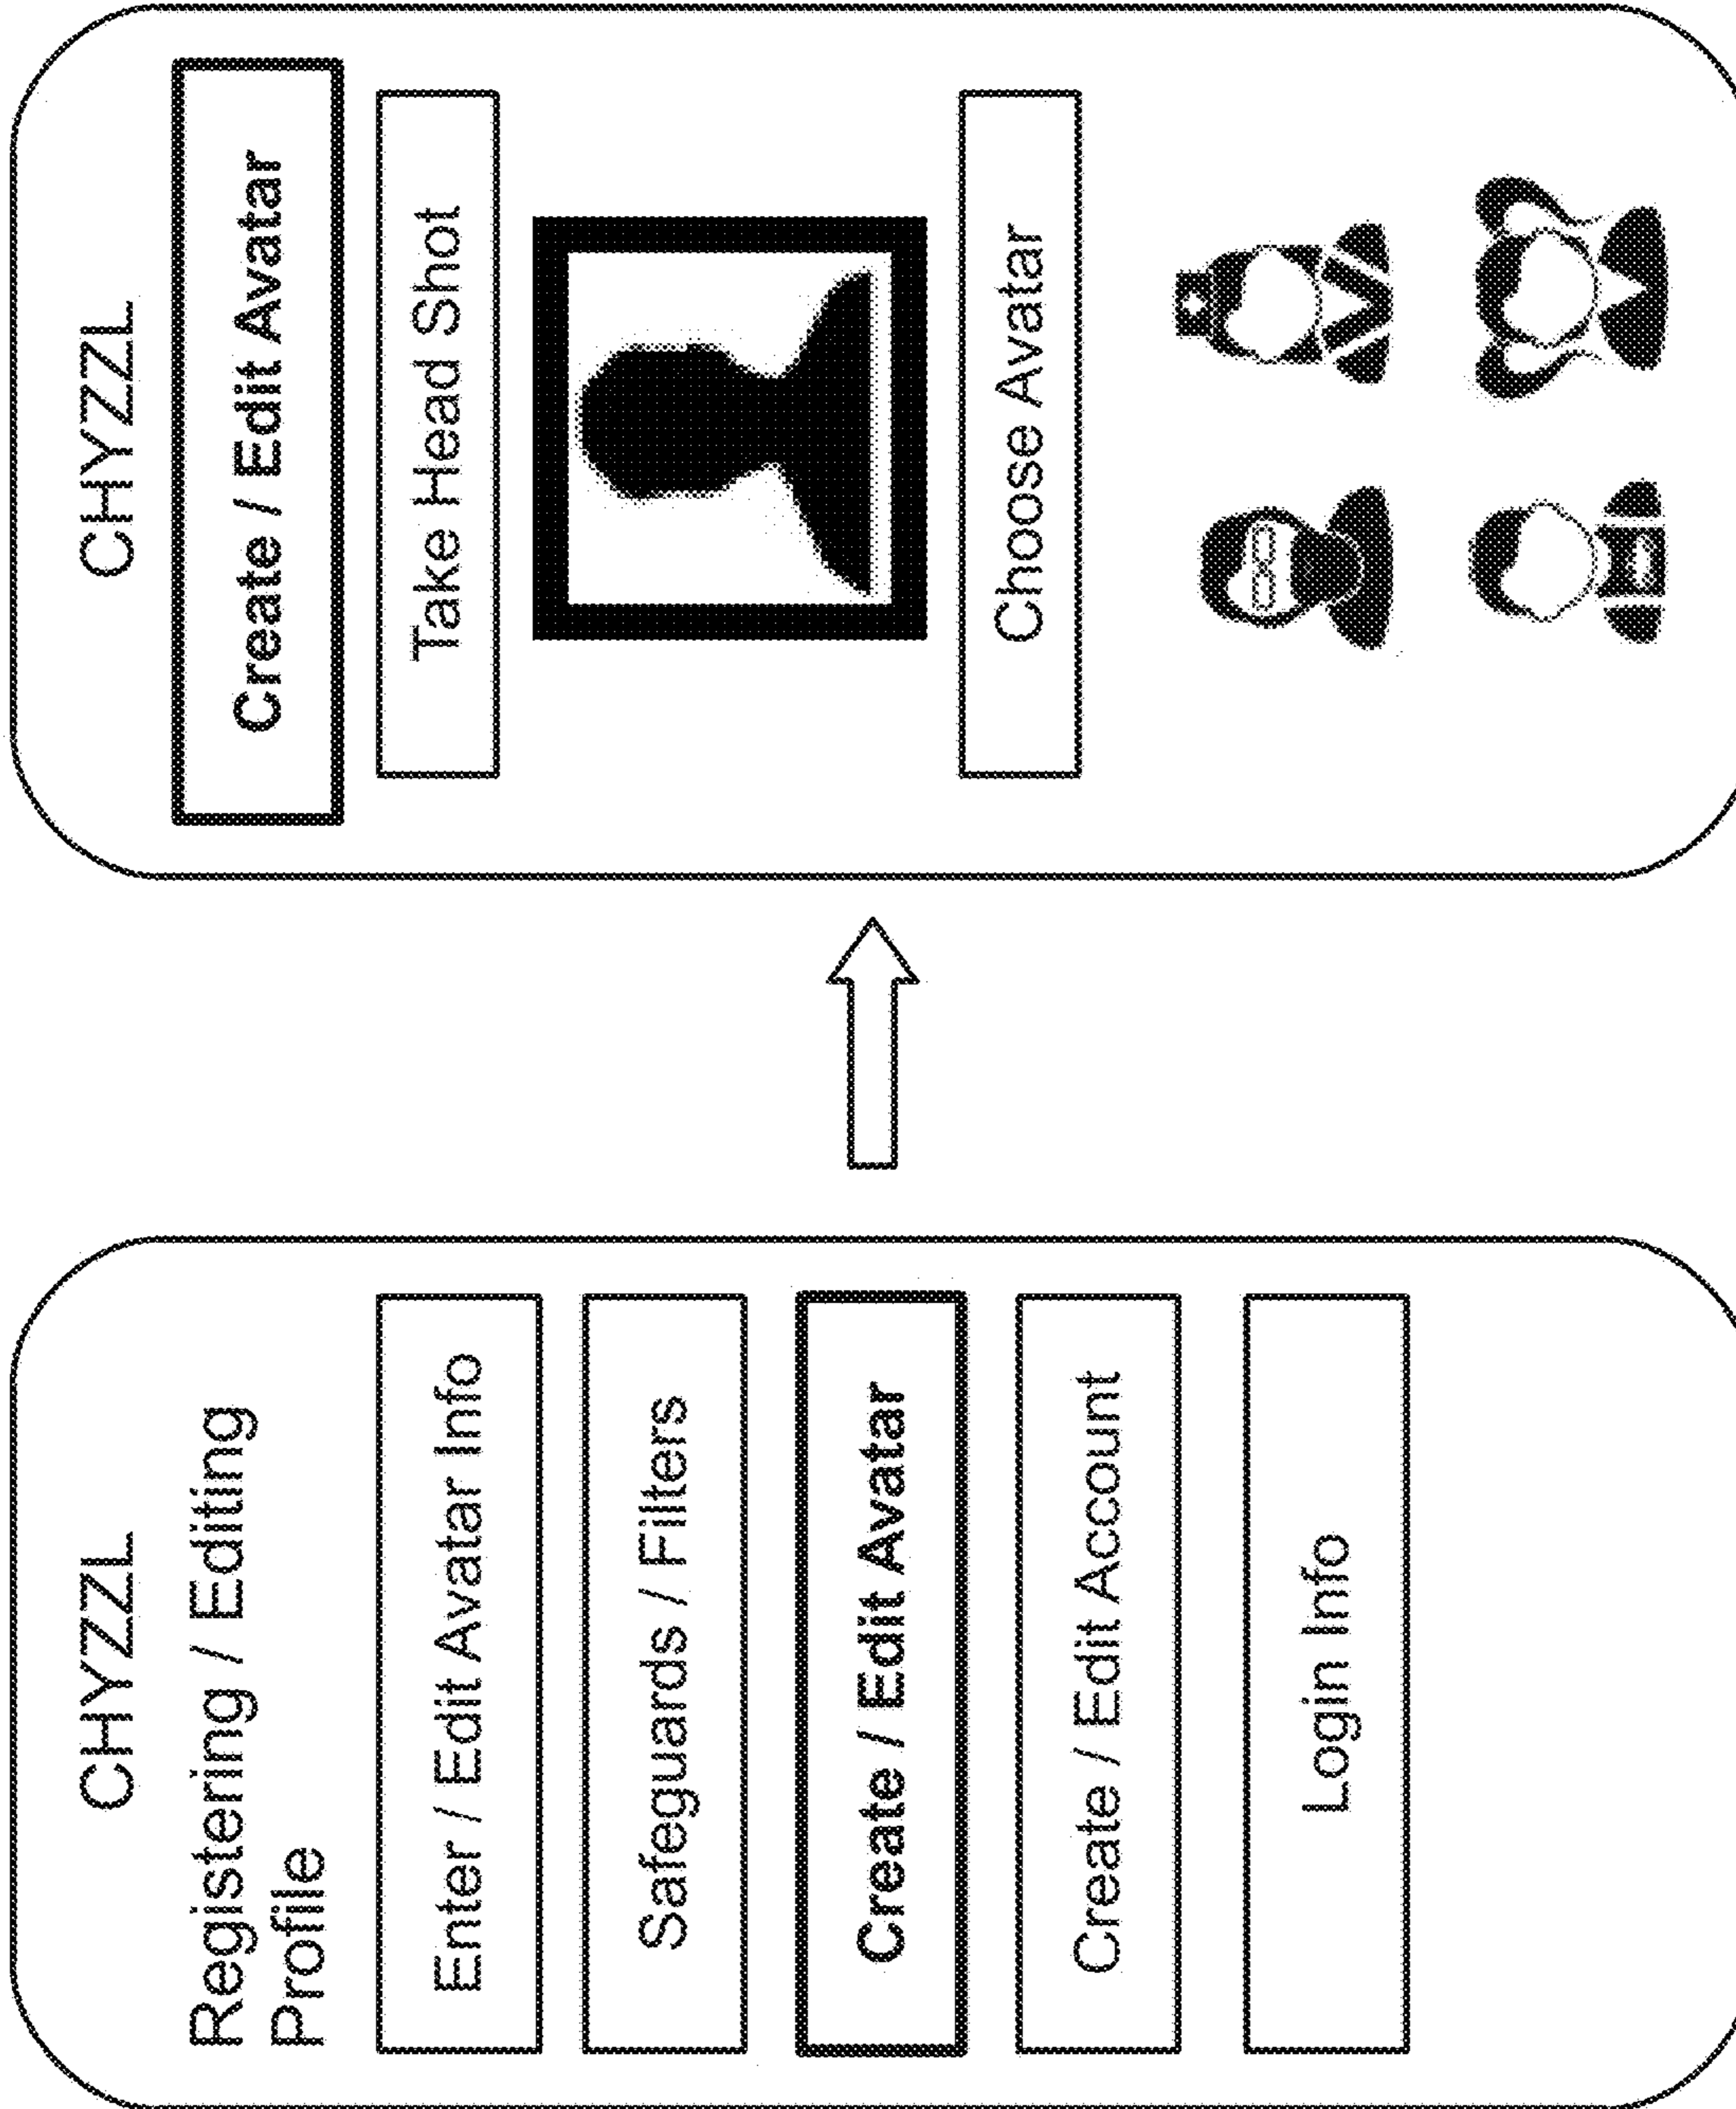 CHYZZL
Registering / Editing
Profile
Enter / Edit Avatar Info
Safeguards / Filters
Create / Edit Avatar
Create / Edit Account
Login Info
CHYZZL
Create / Edit Avatar
Take Head Shot
Choose Avatar